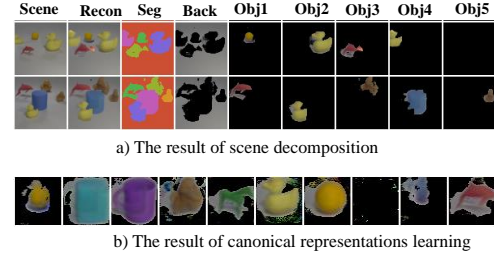 Scene Recon Seg Back Obj1 Obj2 Obj3 Obj4 Obj5
a) The result of scene decomposition
b) The result of canonical representations learning